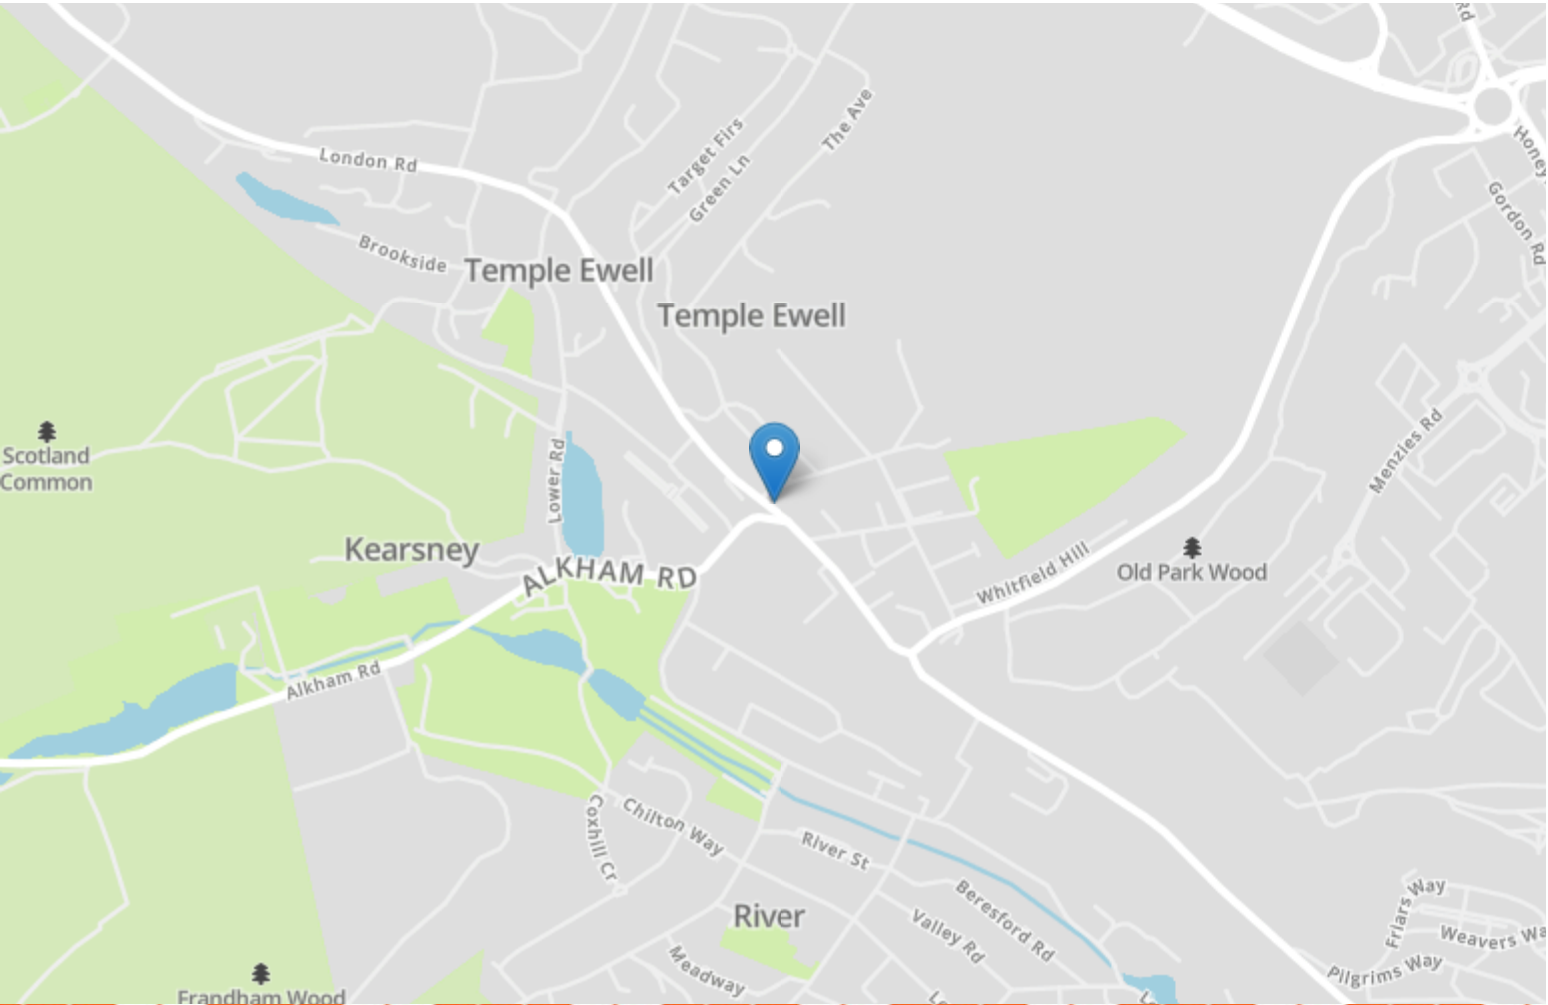 Rd
Honey
Target Firs
The Ave
London Rd
Green Ln
Gordon Rd
Brookside
Temple Ewell
Temple Ewell
Menzies Rd
Scotland
Common
Lower Rd
Kearsney
ALKHAM RD
Whitfield Hill
Old Park Wood
Alkham Rd
Coxhill Cr
Chilton Way
River St
River
Beresford Rd
Valley Rd
Friars Way
Weavers Wa
Meadway
Pilgrims Way
Frandham Wood